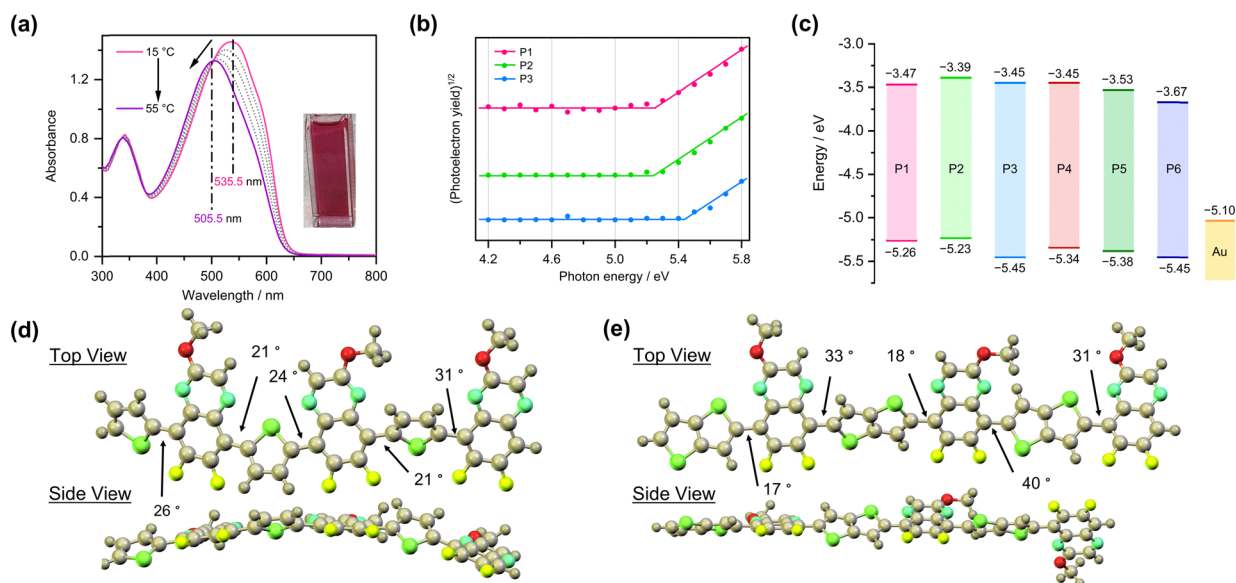 (a)
1.2
0.8
0.4
0.0
Absorbance
15 °C
55 °C
535.5 nm
505.5 nm
300
400
500
600
700
800
Wavelength / nm
(b)
(Photoelectron yield)1/2
P1
P2
P3
4.2
4.6
5.0
5.4
5.8
Photon energy / eV
(c)
−3.0
−3.5
−4.0
−4.5
−5.0
−5.5
Energy / eV
−3.47
−3.39
−3.45
−3.45
−3.53
−3.67
P1
P2
P3
P4
P5
P6
−5.10
Au
−5.26
−5.23
−5.45
−5.34
−5.38
−5.45
(d)
Top View
21 °
24 °
31 °
21 °
26 °
Side View
(e)
Top View
33 °
18 °
31 °
17 °
40 °
Side View